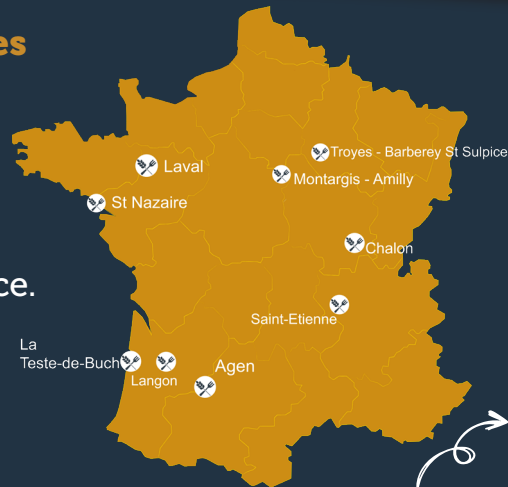 es
Troyes - Barberey St Sulpice
Laval
Montargis - Amilly
St Nazaire
Chalon
ce.
Saint-Etienne
La
Teste-de-Buch
Agen
Langon